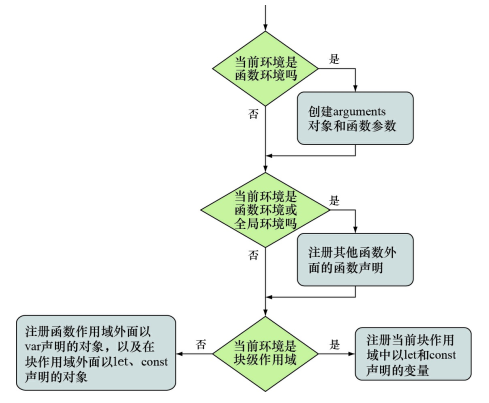 当前环境是
函数环境吗
是
创建arguments
对象和函数参数
否
当前环境是
函数环境或
全局环境吗
是
注册其他函数外
面的函数声明
否
当前环境是
块级作用域
否
注册函数作用域外面以
var声明的对象，以及在
块作用域外面以let、const
声明的对象
是
注册当前块作用
域中以let和const
声明的变量